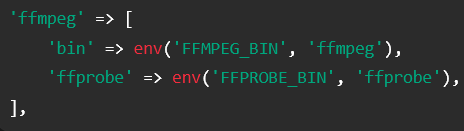 'ffmpeg' => [
    'bin' => env('FFMPEG_BIN', 'ffmpeg'),
    'ffprobe' => env('FFPROBE_BIN', 'ffprobe'),
],